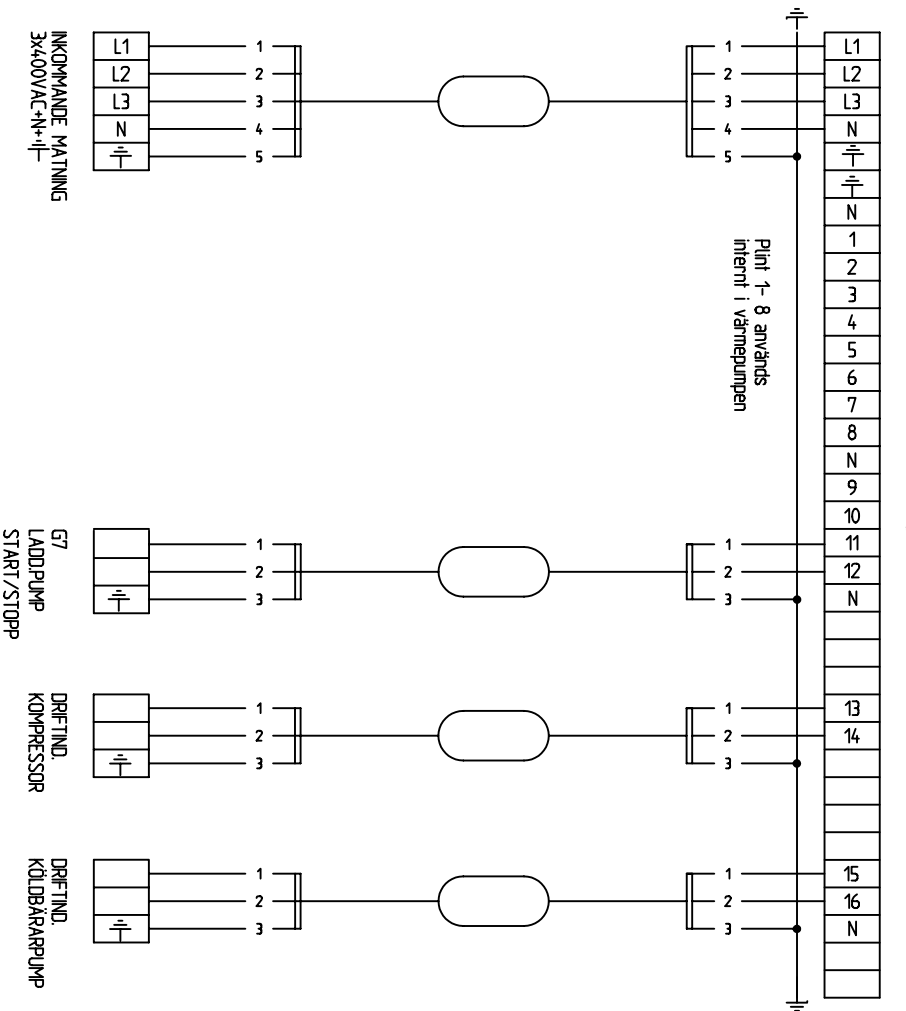 INKOMMANDE MATNING
3x400VAC+N+
L1
L2
L3
N
1
2
3
4
5
1
2
3
4
5
L1
L2
L3
N
N
1
2
3
4
5
6
7
8
N
9
10
11
12
N
13
14
15
16
N
Plint 1- 8 används
internt i värmepumpen
G7
LADD.PUMP
START/STOPP
1
2
3
1
2
3
DRIFTIND.
KOMPRESSOR
1
2
3
1
2
3
DRIFTIND.
KÖLDBÄRARPUMP
1
2
3
1
2
3